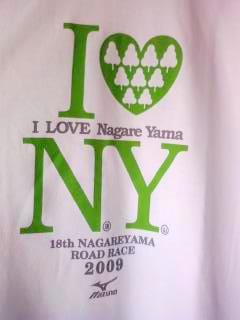 I
I LOVE Nagare Yama
NY.
18th NAGAREYAMA
ROAD RACE
2009
MIZUNO